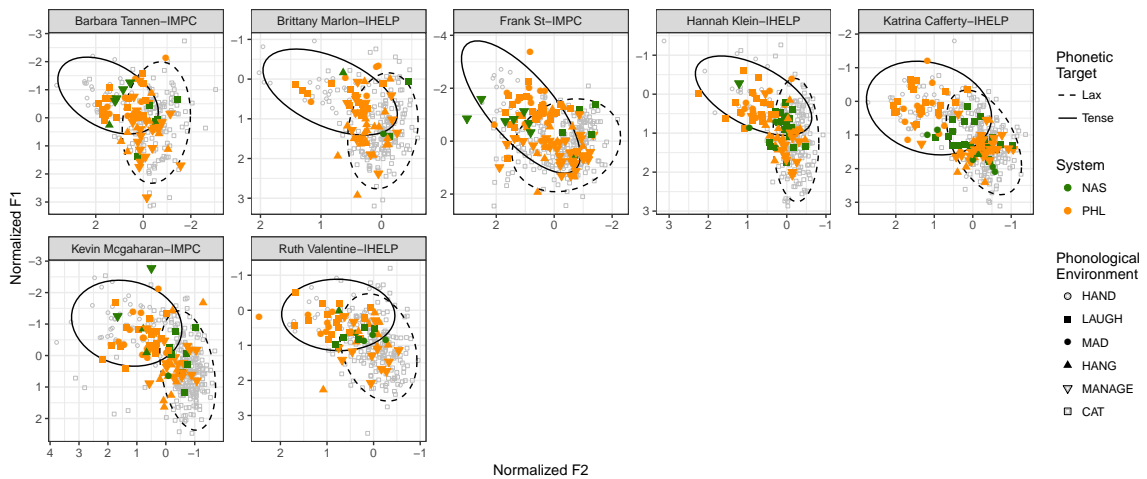 Barbara Tannen−IMPC
Brittany Marlon−IHELP
Frank St−IMPC
Hannah Klein−IHELP
Katrina Cafferty−IHELP
−3
−2
−1
0
1
2
3
2
1
0
−1
−2
−1
0
1
2
3
2
1
0
−4
−2
0
2
2
0
−2
−1
0
1
2
3
3
2
1
0
−1
−2
−1
0
1
2
3
2
1
0
−1
Kevin Mcgaharan−IMPC
Ruth Valentine−IHELP
−3
−2
−1
0
1
2
4
3
2
1
0
−1
−1
0
1
2
3
2
1
0
−1
Normalized F1
Normalized F2
Phonetic
Target
Lax
Tense
System
NAS
PHL
Phonological
Environment
HAND
LAUGH
MAD
HANG
MANAGE
CAT